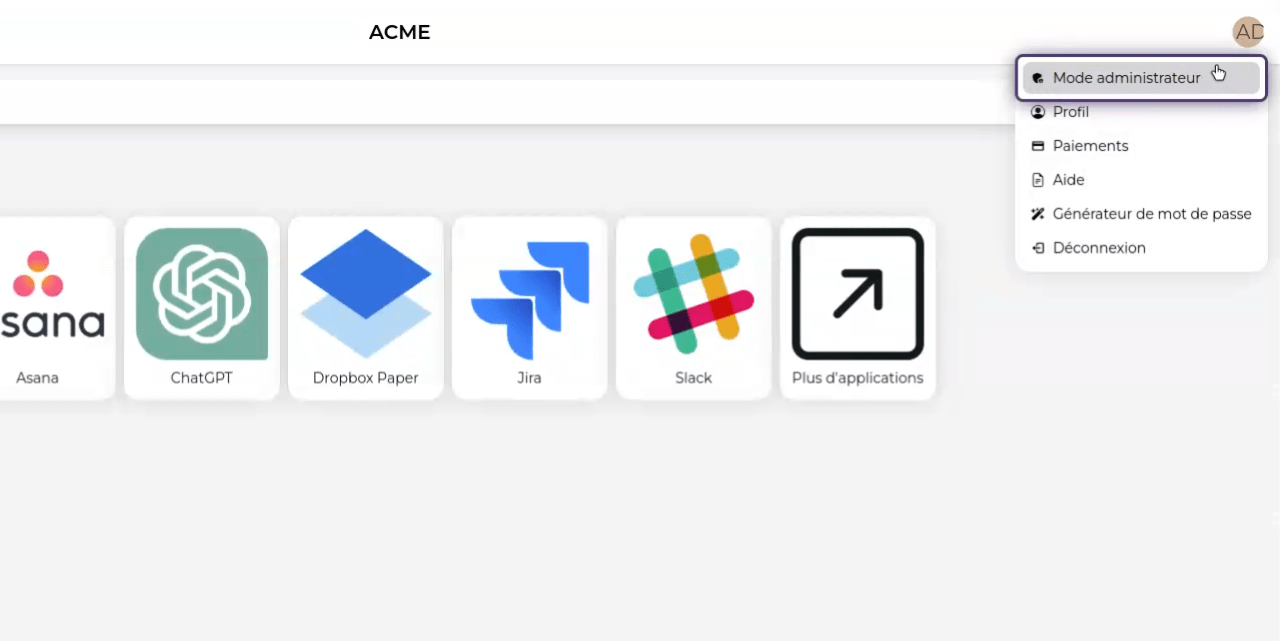 ACME
AD
Mode administrateur
Profil
Paiements
Aide
Générateur de mot de passe
Déconnexion
sana
Asana
ChatGPT
Dropbox Paper
Jira
Slack
Plus d'applications